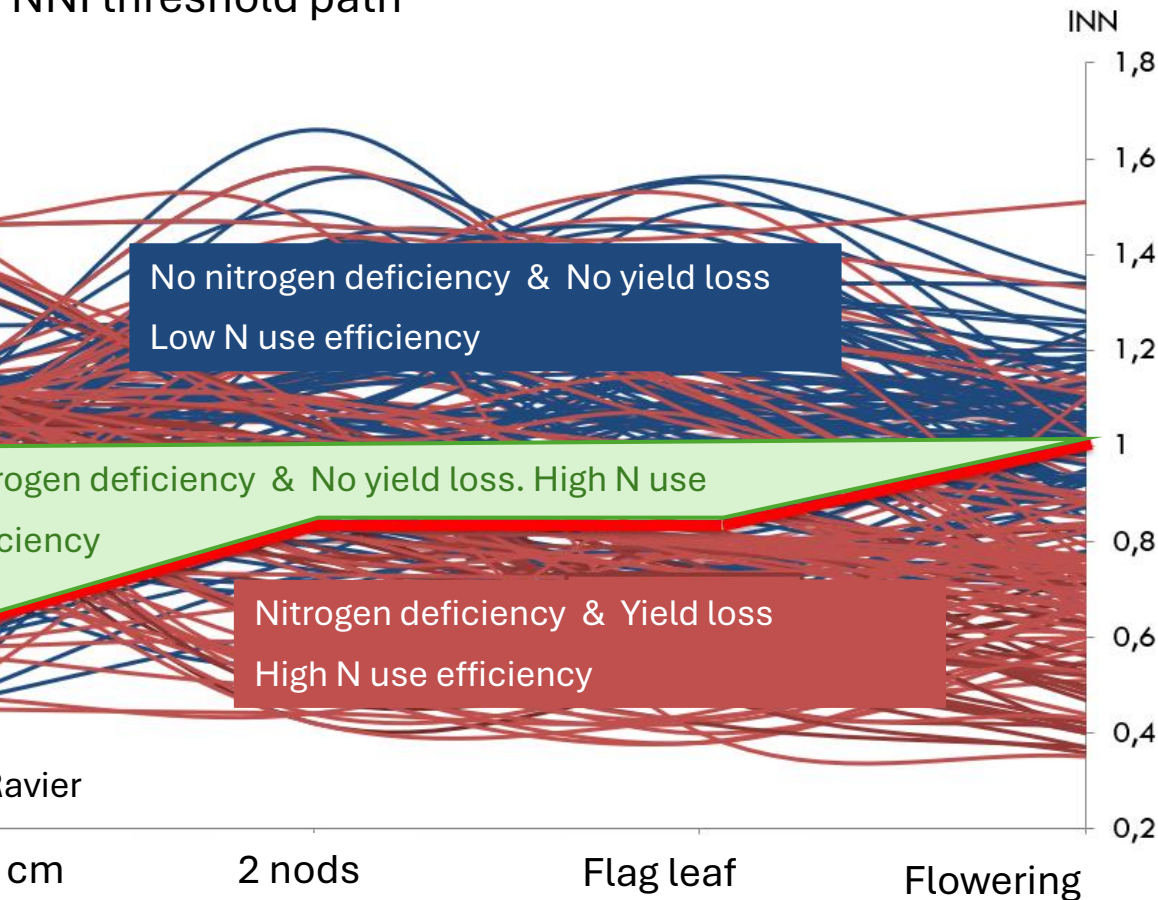 NNI threshold path
INN
1,8
1,6
1,4
1,2
1
0,8
0,6
0,4
0,2
No nitrogen deficiency & No yield loss
Low N use efficiency
rogen deficiency & No yield loss. High N use
ciency
Nitrogen deficiency & Yield loss
High N use efficiency
Ravier
cm
2 nods
Flag leaf
Flowering